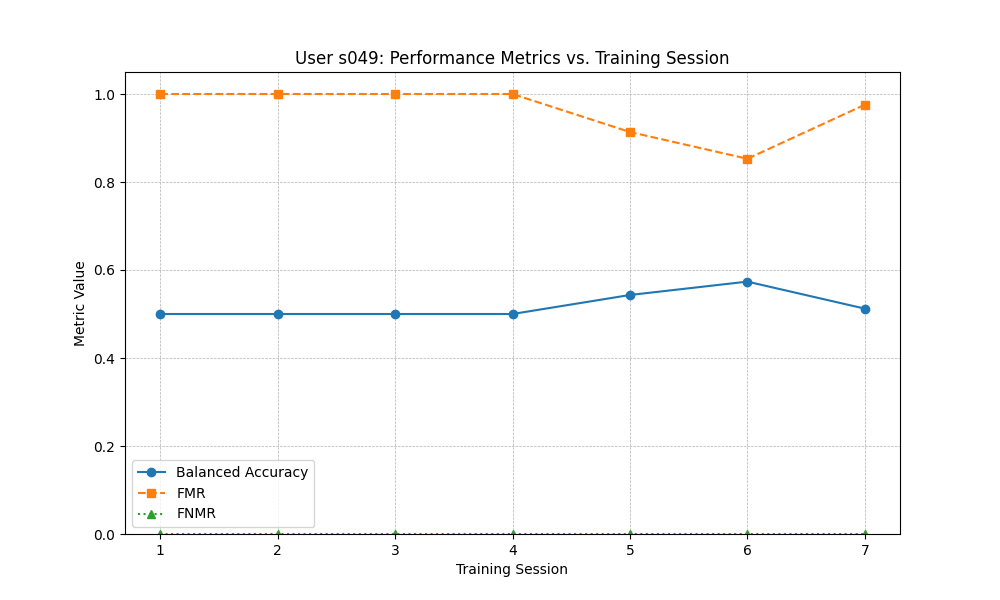 User s049: Performance Metrics vs. Training Session
1.0
0.8
0.6
0.4
0.2
0.0
Metric Value
Balanced Accuracy
FMR
FNMR
1 2 3 4 5 6 7
Training Session